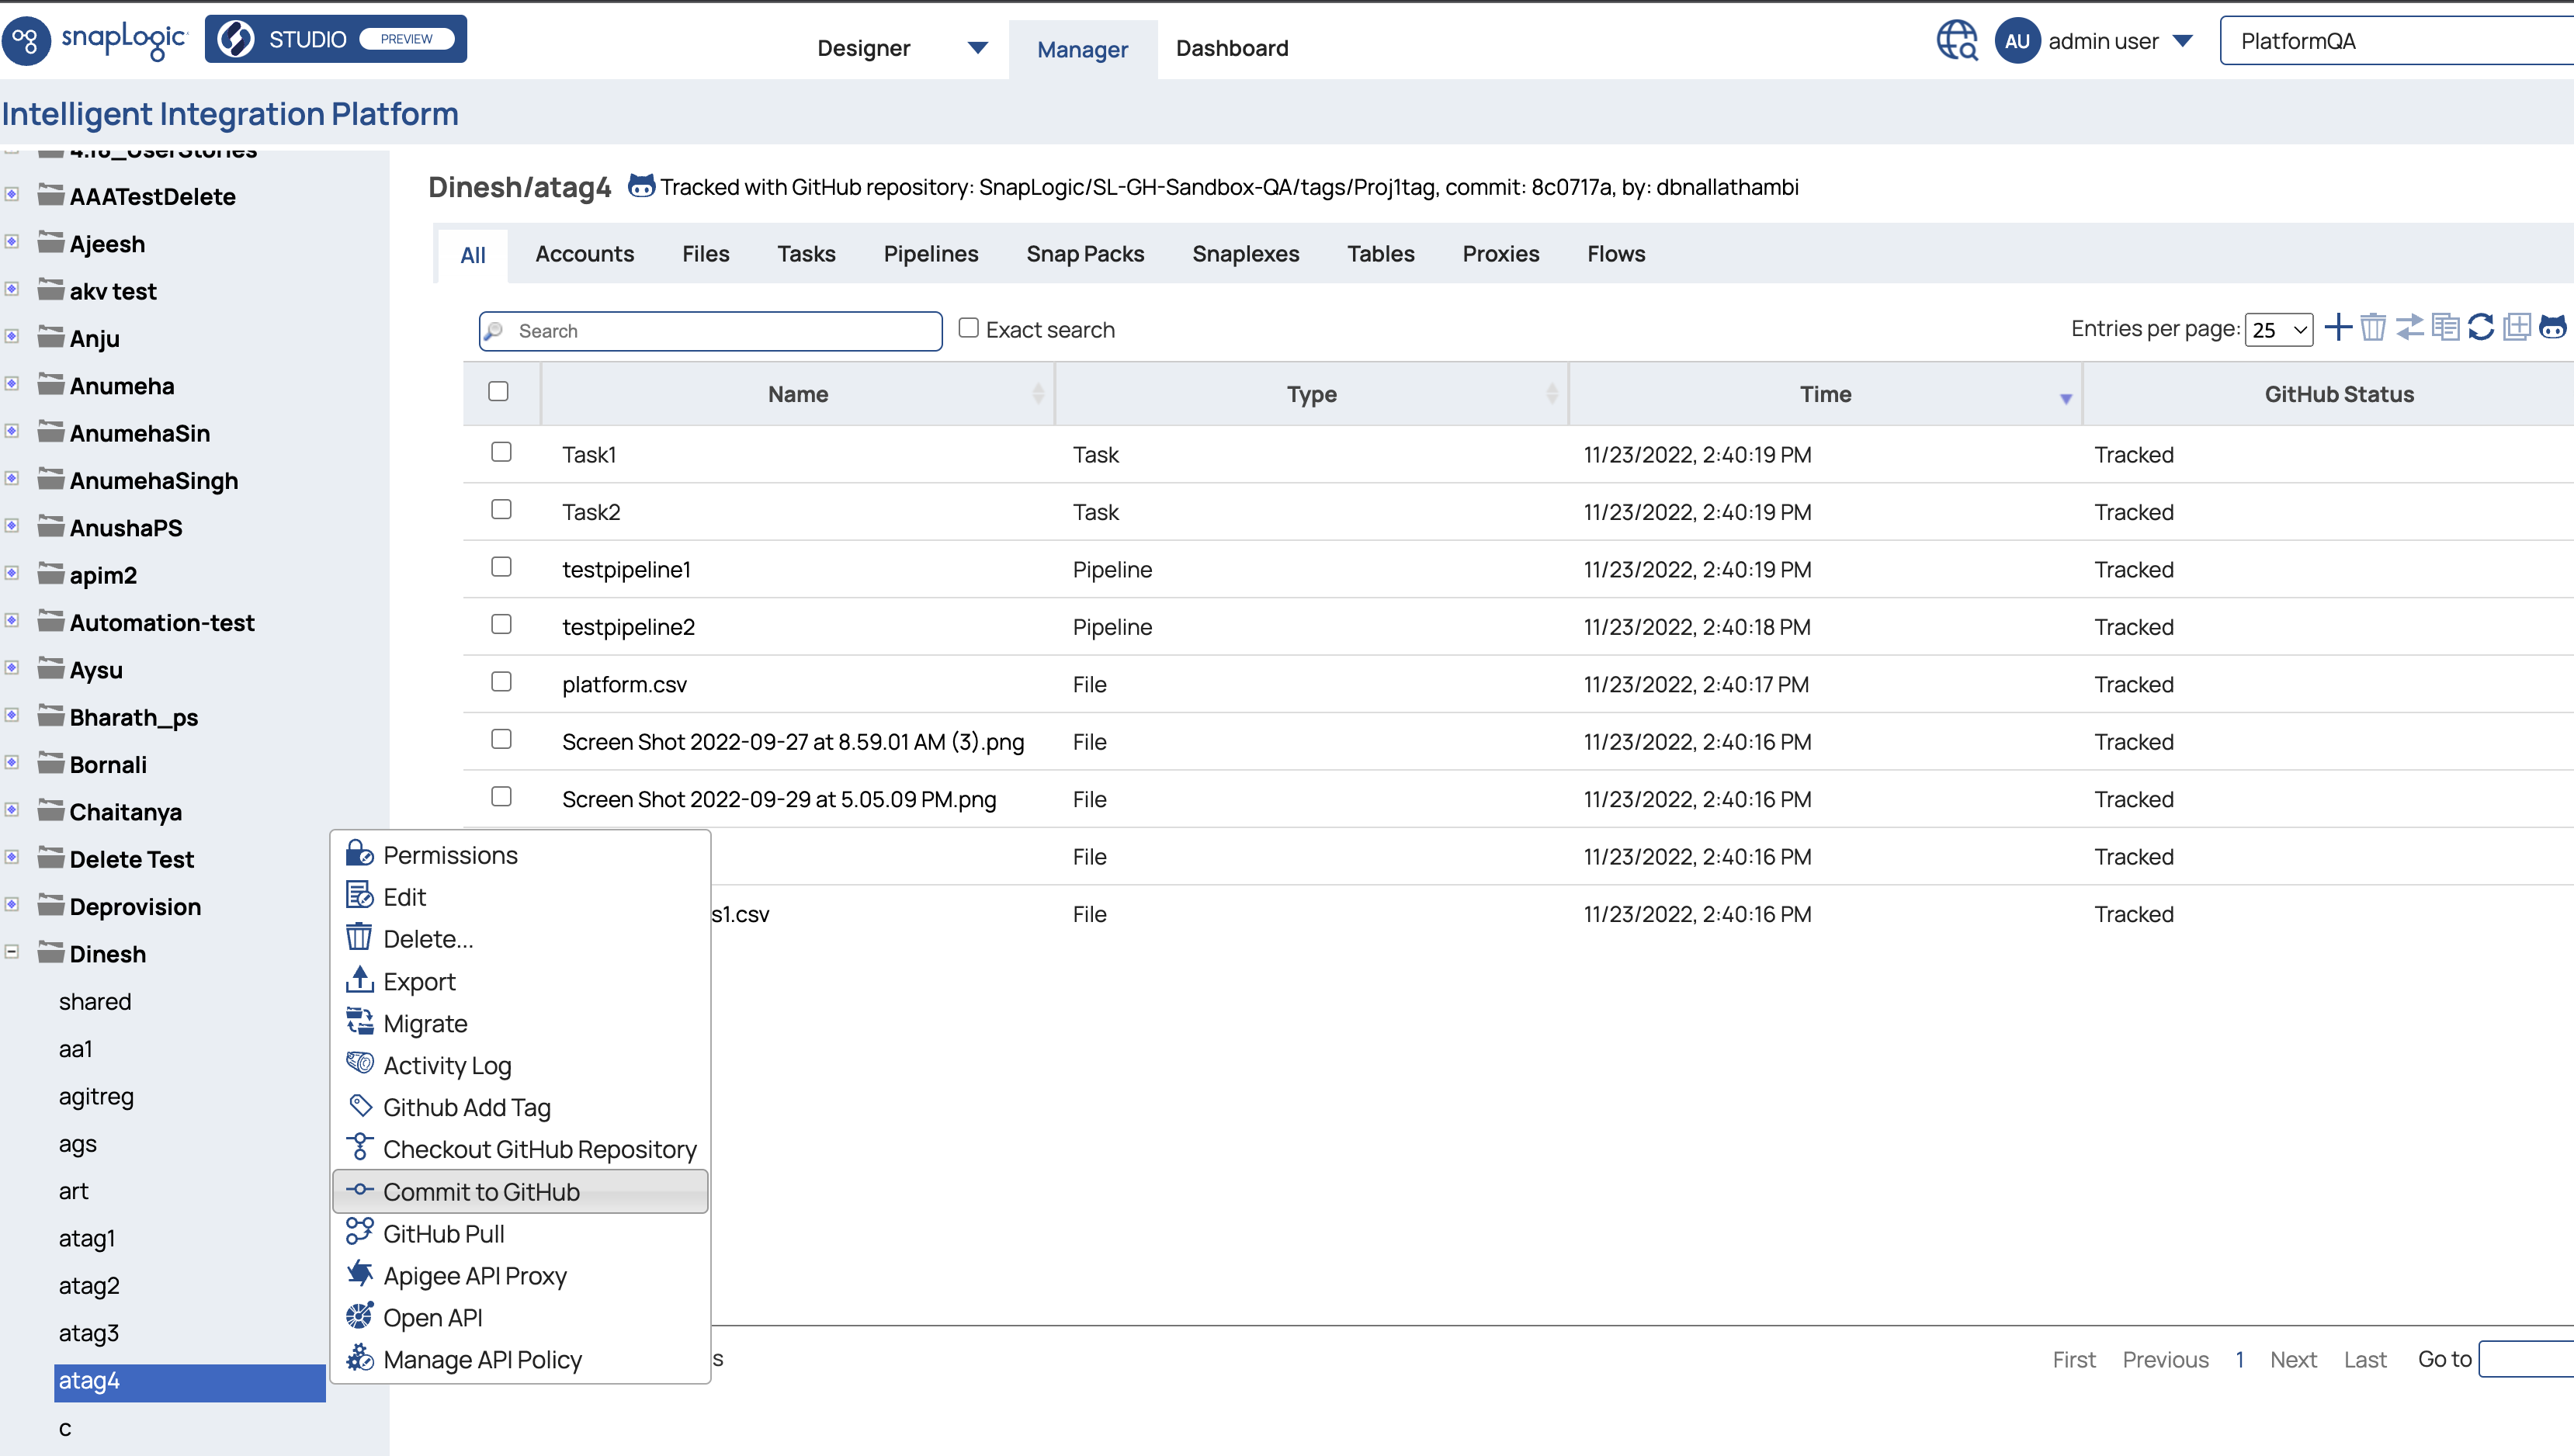 snapLogic STUDIO PREVIEW Designer Manager Dashboard AU admin user PlatformQA
Intelligent Integration Platform
4.18_UserStories
AAATestDelete
Ajeesh
akv test
Anju
Anumeha
AnumehaSin
AnumehaSingh
AnushaPS
apim2
Automation-test
Aysu
Bharath_ps
Bornali
Chaitanya
Delete Test
Deprovision
Dinesh
shared
aa1
agitreg
ags
art
atag1
atag2
atag3
atag4
c
Dinesh/atag4 Tracked with GitHub repository: SnapLogic/SL-GH-Sandbox-QA/tags/Proj1tag, commit: 8c0717a, by: dbnallathambi
All Accounts Files Tasks Pipelines Snap Packs Snaplexes Tables Proxies Flows
Search Exact search Entries per page: 25
Name Type Time GitHub Status
Task1 Task 11/23/2022, 2:40:19 PM Tracked
Task2 Task 11/23/2022, 2:40:19 PM Tracked
testpipeline1 Pipeline 11/23/2022, 2:40:19 PM Tracked
testpipeline2 Pipeline 11/23/2022, 2:40:18 PM Tracked
platform.csv File 11/23/2022, 2:40:17 PM Tracked
Screen Shot 2022-09-27 at 8.59.01 AM (3).png File 11/23/2022, 2:40:16 PM Tracked
Screen Shot 2022-09-29 at 5.05.09 PM.png File 11/23/2022, 2:40:16 PM Tracked
File 11/23/2022, 2:40:16 PM Tracked
s1.csv File 11/23/2022, 2:40:16 PM Tracked
Permissions
Edit
Delete...
Export
Migrate
Activity Log
Github Add Tag
Checkout GitHub Repository
Commit to GitHub
GitHub Pull
Apigee API Proxy
Open API
Manage API Policy
s First Previous 1 Next Last Go to